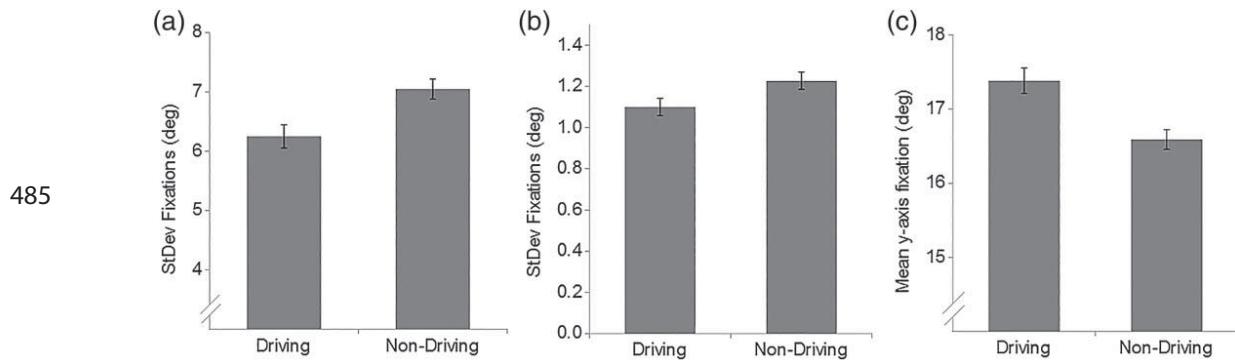 485
(a)
StDev Fixations (deg)
8
7
6
5
4
Driving Non-Driving
(b)
StDev Fixations (deg)
1.4
1.2
1.0
0.8
0.6
0.4
0.2
0.0
Driving Non-Driving
(c)
Mean y-axis fixation (deg)
18
17
16
15
Driving Non-Driving